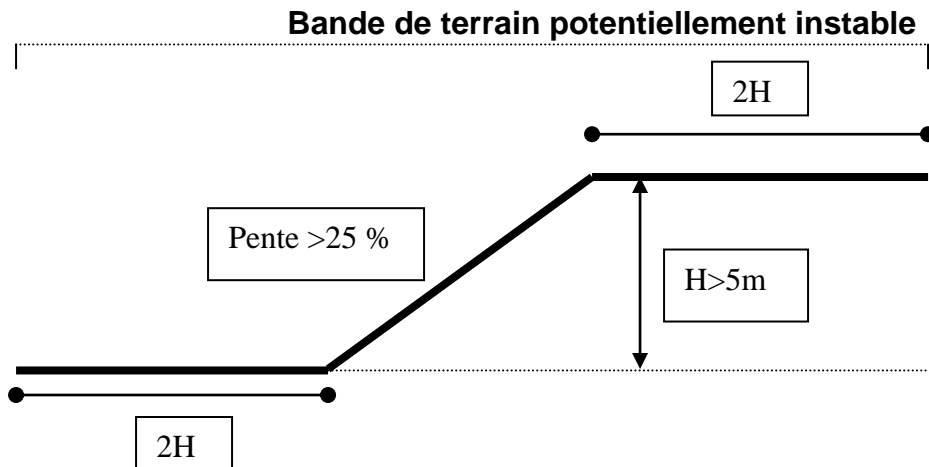 Bande de terrain potentiellement instable
2H
Pente >25 %
H>5m
2H